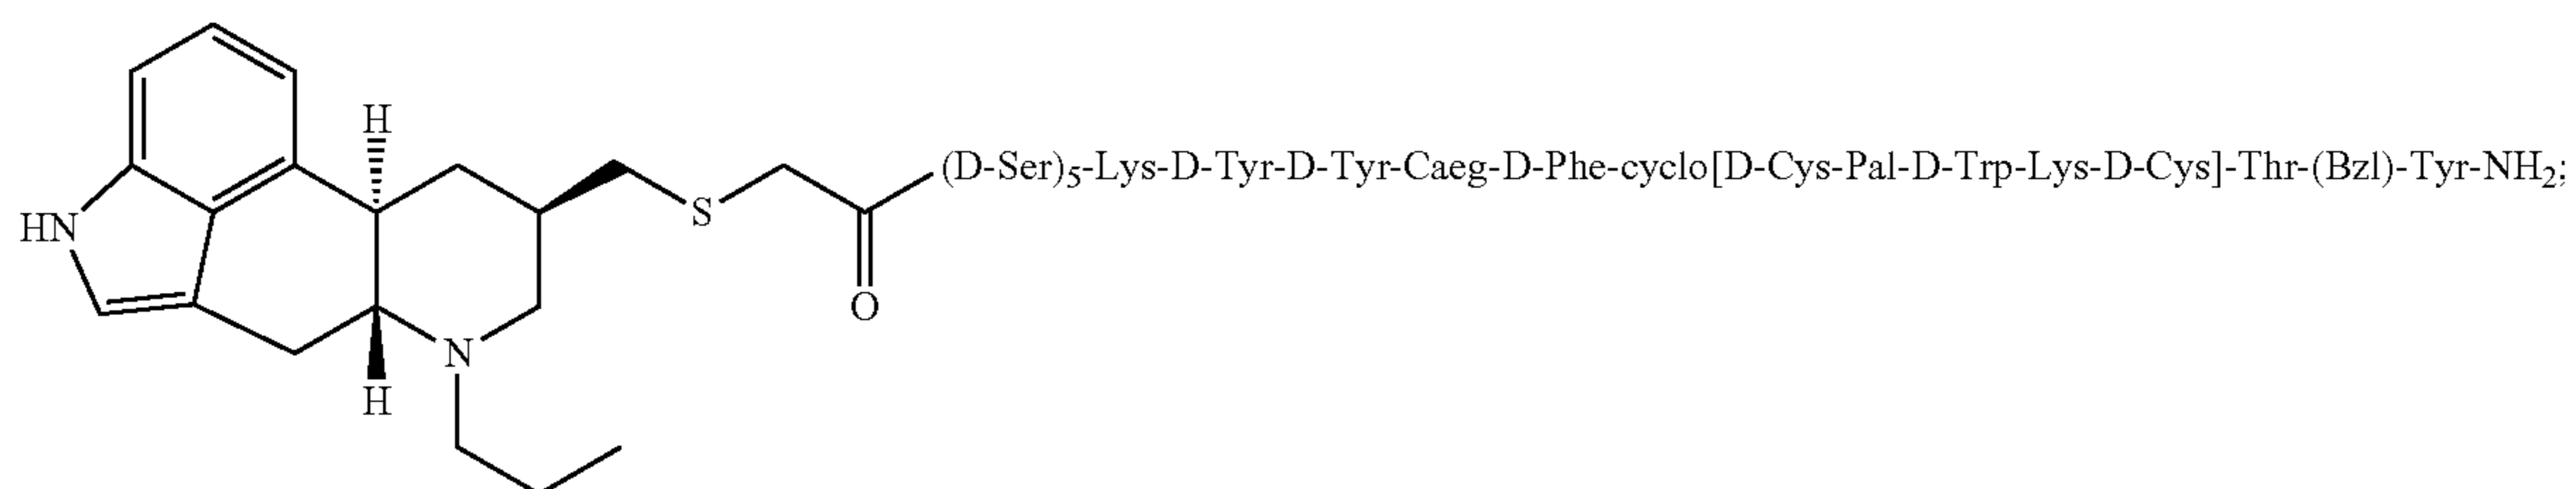 H
(D-Ser)5-Lys-D-Tyr-D-Tyr-Caeg-D-Phe-cyclo[D-Cys-Pal-D-Trp-Lys-D-Cys]-Thr-(Bzl)-Tyr-NH2;
S
HN
O
N
H